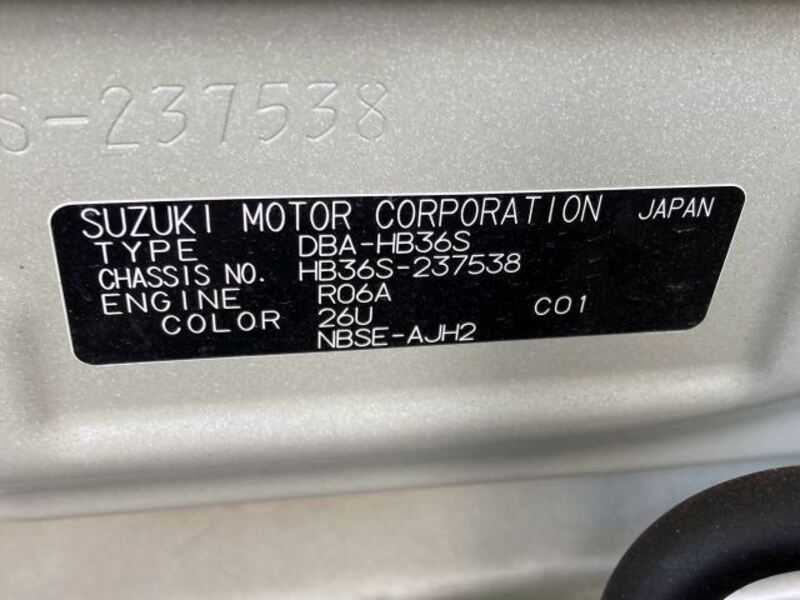 S-237538
SUZUKI MOTOR CORPORATION JAPAN
TYPE DBA-HB36S
CHASSIS NO. HB36S-237538
ENGINE R06A
COLOR 26U C01
NBSE-AJH2